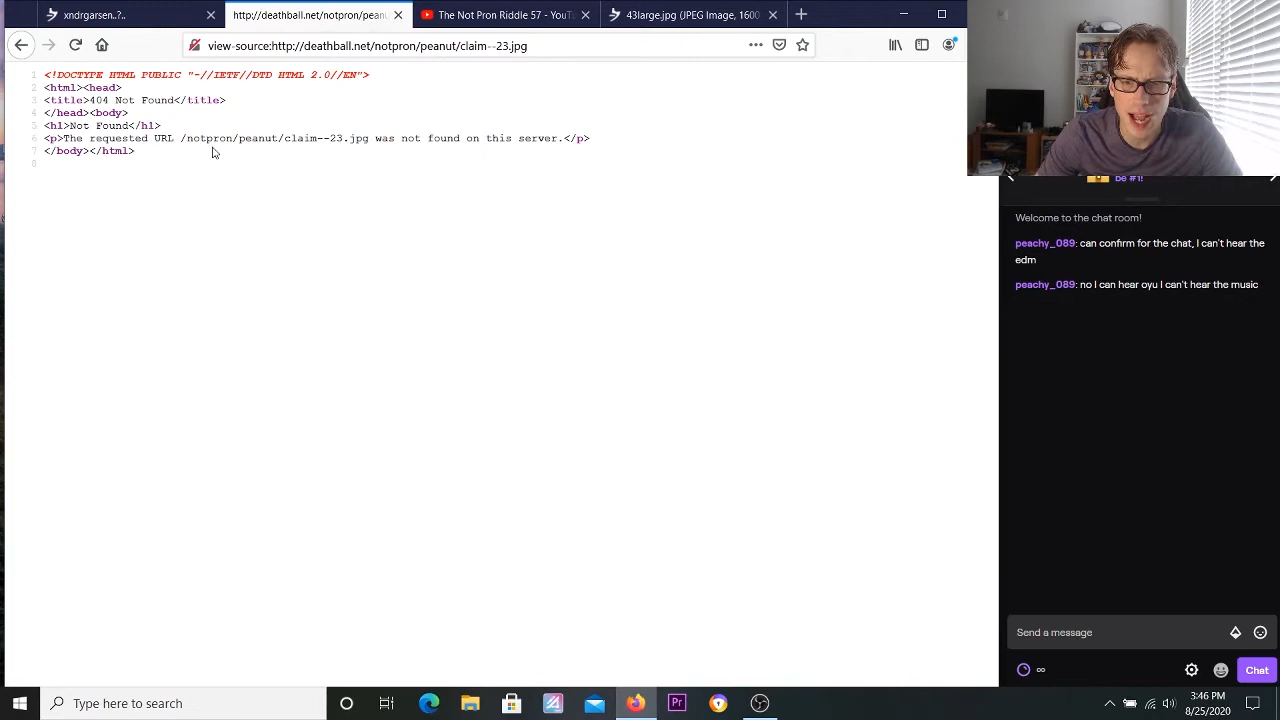 xndrgarsen..?..
http://deathball.net/notpron/peanu
The Not Pron Riddle 57 - YouT
43large.jpg (JPEG Image, 1600
view-source:http://deathball.net/notpron/peanut/claim--23.jpg
1 <!DOCTYPE HTML PUBLIC "-//IETF//DTD HTML 2.0//EN">
2 <html><head>
3 <title>404 Not Found</title>
4 </head><body>
5 <h1>Not Found</h1>
6 <p>The requested URL /notpron/peanut/claim--23.jpg was not found on this server.</p>
7 </body></html>
8
be #1!
Welcome to the chat room!
peachy_089: can confirm for the chat, I can't hear the
edm
peachy_089: no I can hear oyu I can't hear the music
Send a message
∞
Chat
Type here to search
Pr
3:46 PM
8/25/2020